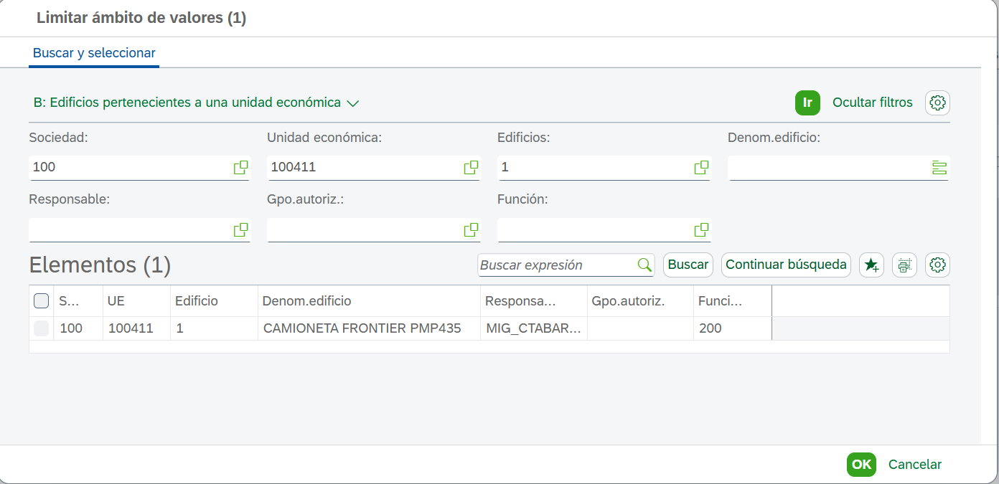 Limitar ámbito de valores (1)
Buscar y seleccionar
B: Edificios pertenecientes a una unidad económica
Ir Ocultar filtros
Sociedad: Unidad económica: Edificios: Denom.edificio:
100 100411 1
Responsable: Gpo.autoriz.: Función:
Elementos (1) Buscar expresión Buscar Continuar búsqueda
S... UE Edificio Denom.edificio Responsa... Gpo.autoriz. Funci...
100 100411 1 CAMIONETA FRONTIER PMP435 MIG_CTABAR... 200
OK Cancelar